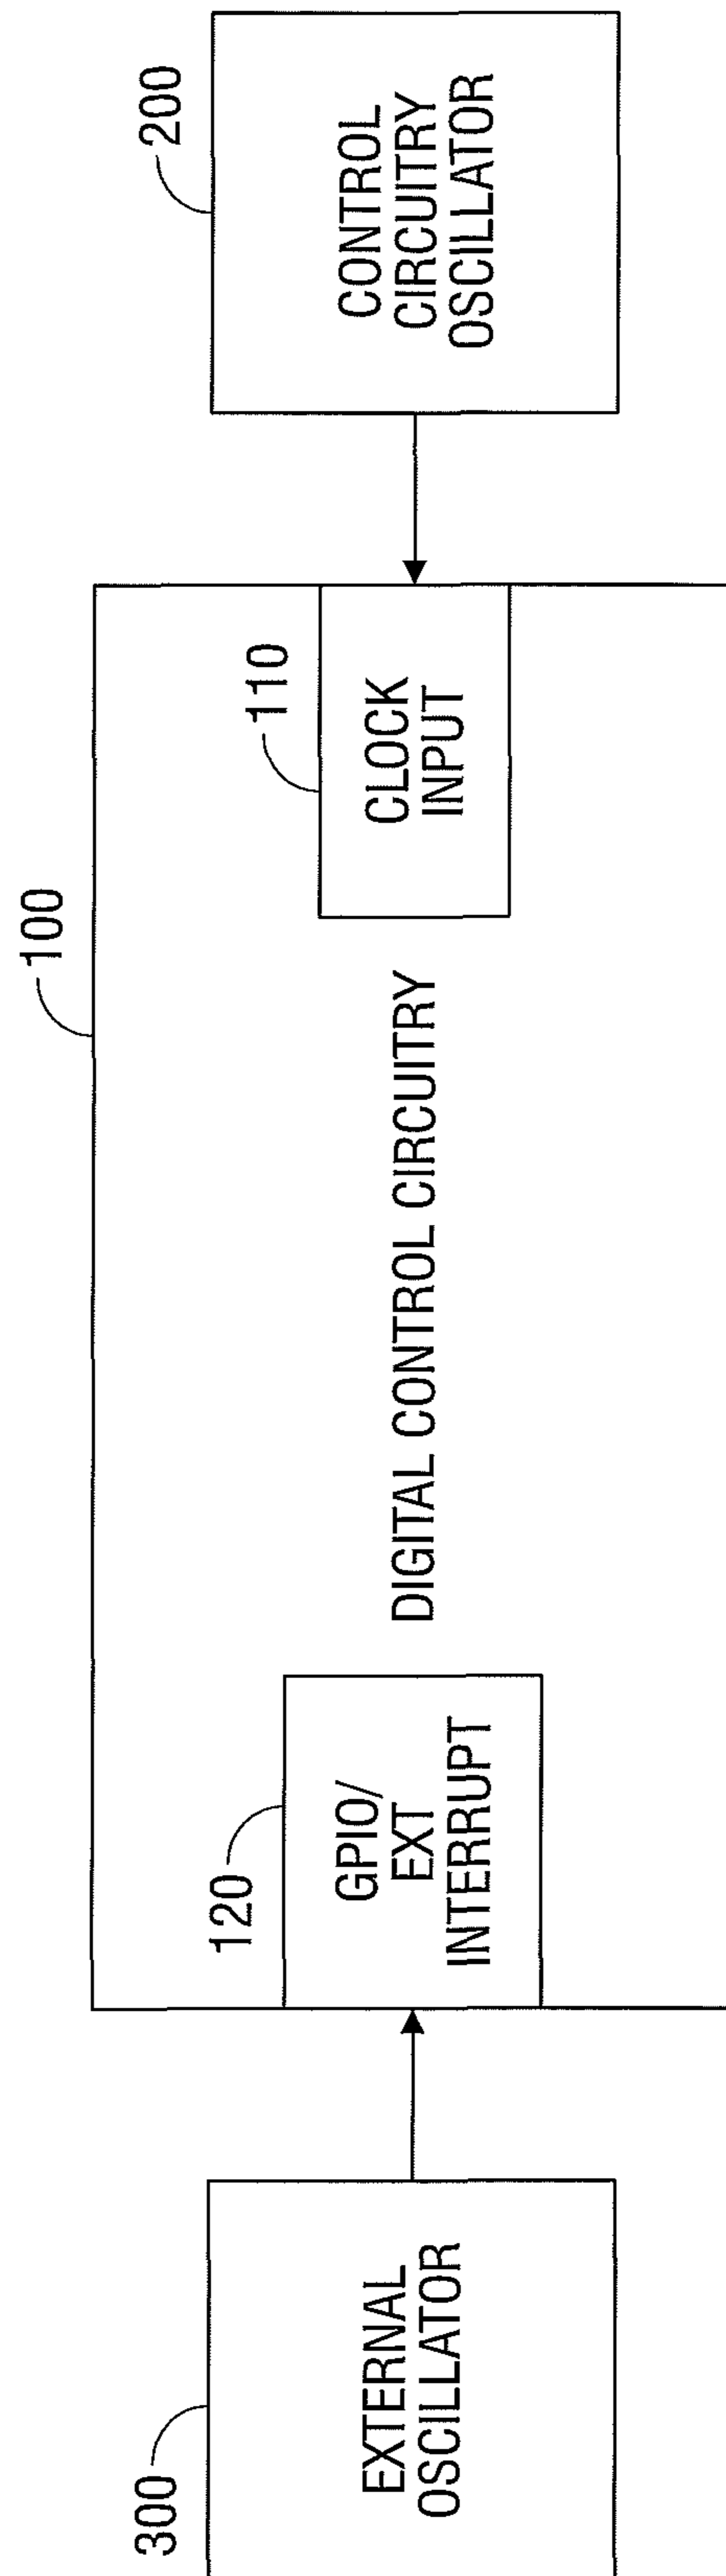 100
300
EXTERNAL
OSCILLATOR
120
GPIO/
EXT
INTERRUPT
DIGITAL CONTROL CIRCUITRY
110
CLOCK
INPUT
200
CONTROL
CIRCUITRY
OSCILLATOR